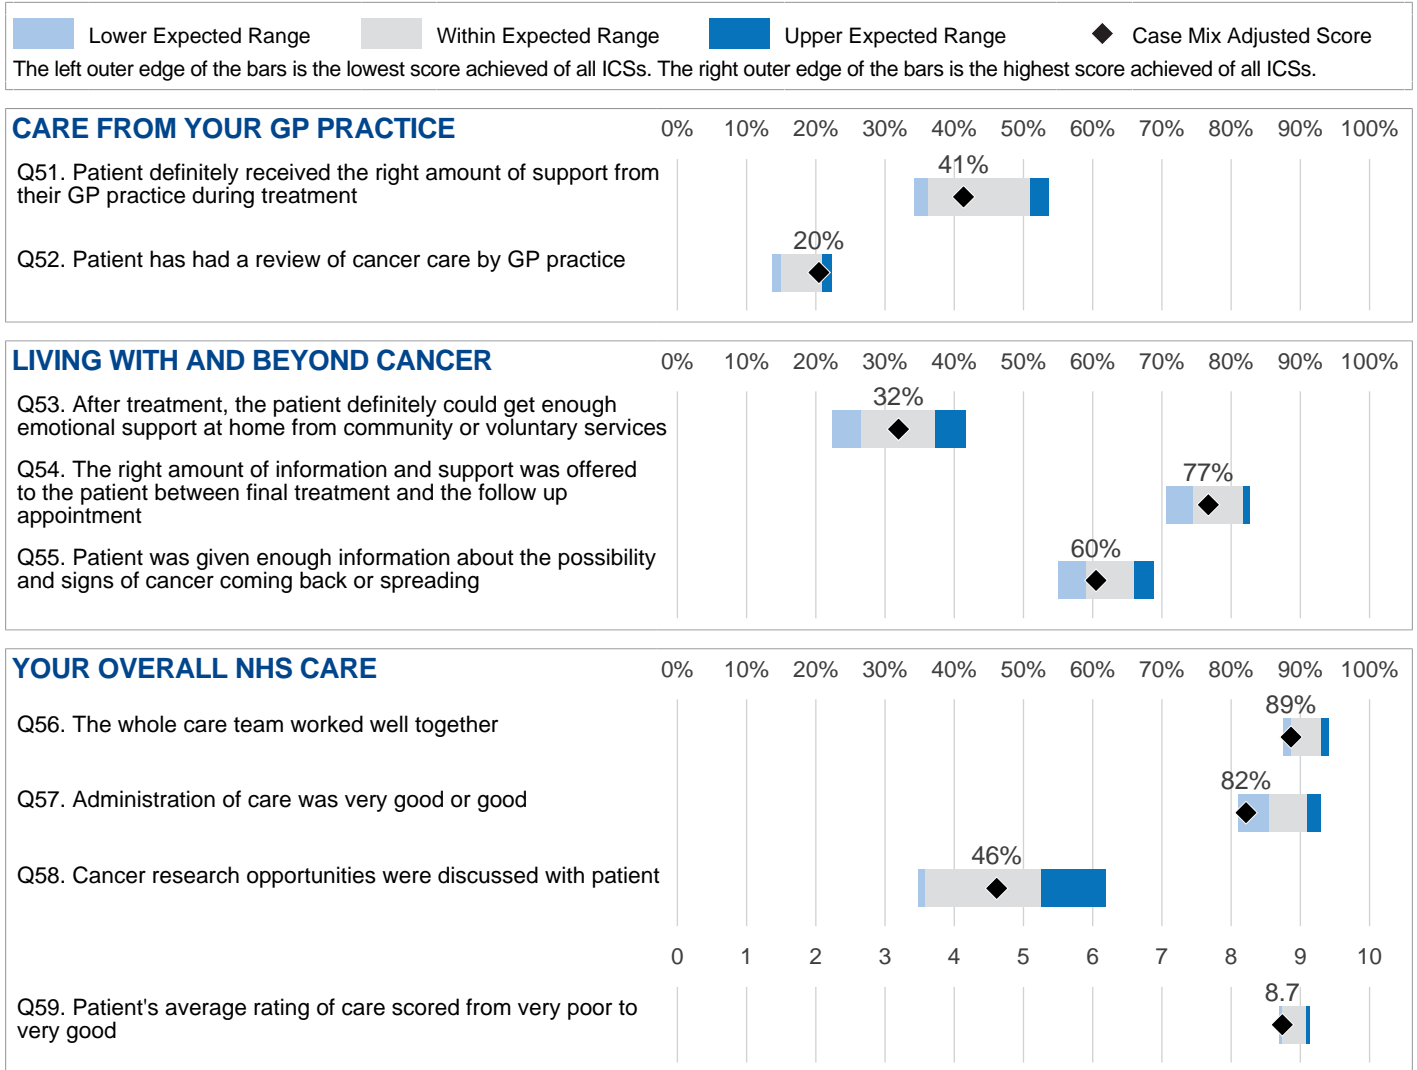 Lower Expected Range Within Expected Range Upper Expected Range Case Mix Adjusted Score
The left outer edge of the bars is the lowest score achieved of all ICSs. The right outer edge of the bars is the highest score achieved of all ICSs.
CARE FROM YOUR GP PRACTICE 0% 10% 20% 30% 40% 50% 60% 70% 80% 90% 100%
41%
Q51. Patient definitely received the right amount of support from
their GP practice during treatment
20%
Q52. Patient has had a review of cancer care by GP practice
LIVING WITH AND BEYOND CANCER 0% 10% 20% 30% 40% 50% 60% 70% 80% 90% 100%
32%
Q53. After treatment, the patient definitely could get enough
emotional support at home from community or voluntary services
77%
Q54. The right amount of information and support was offered
to the patient between final treatment and the follow up
appointment
60%
Q55. Patient was given enough information about the possibility
and signs of cancer coming back or spreading
YOUR OVERALL NHS CARE 0% 10% 20% 30% 40% 50% 60% 70% 80% 90% 100%
89%
Q56. The whole care team worked well together
82%
Q57. Administration of care was very good or good
46%
Q58. Cancer research opportunities were discussed with patient
0 1 2 3 4 5 6 7 8 9 10
8.7
Q59. Patient's average rating of care scored from very poor to
very good